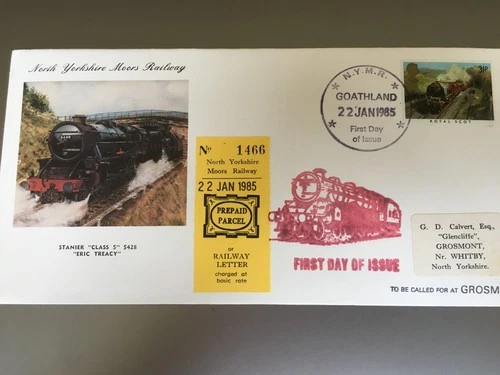 North Yorkshire Moors Railway
STANIER "CLASS 5" 5428
"ERIC TREACY"
No 1466
North Yorkshire
Moors Railway
22 JAN 1985
PREPAID
PARCEL
or
RAILWAY
LETTER
charged at
basic rate
N.Y.M.R.
GOATHLAND
22 JAN 1985
First Day
of Issue
ROYAL SCOT
FIRST DAY OF ISSUE
G. D. Calvert, Esq.,
"Glencliffe",
GROSMONT,
Nr. WHITBY,
North Yorkshire.
TO BE CALLED FOR AT GROSM